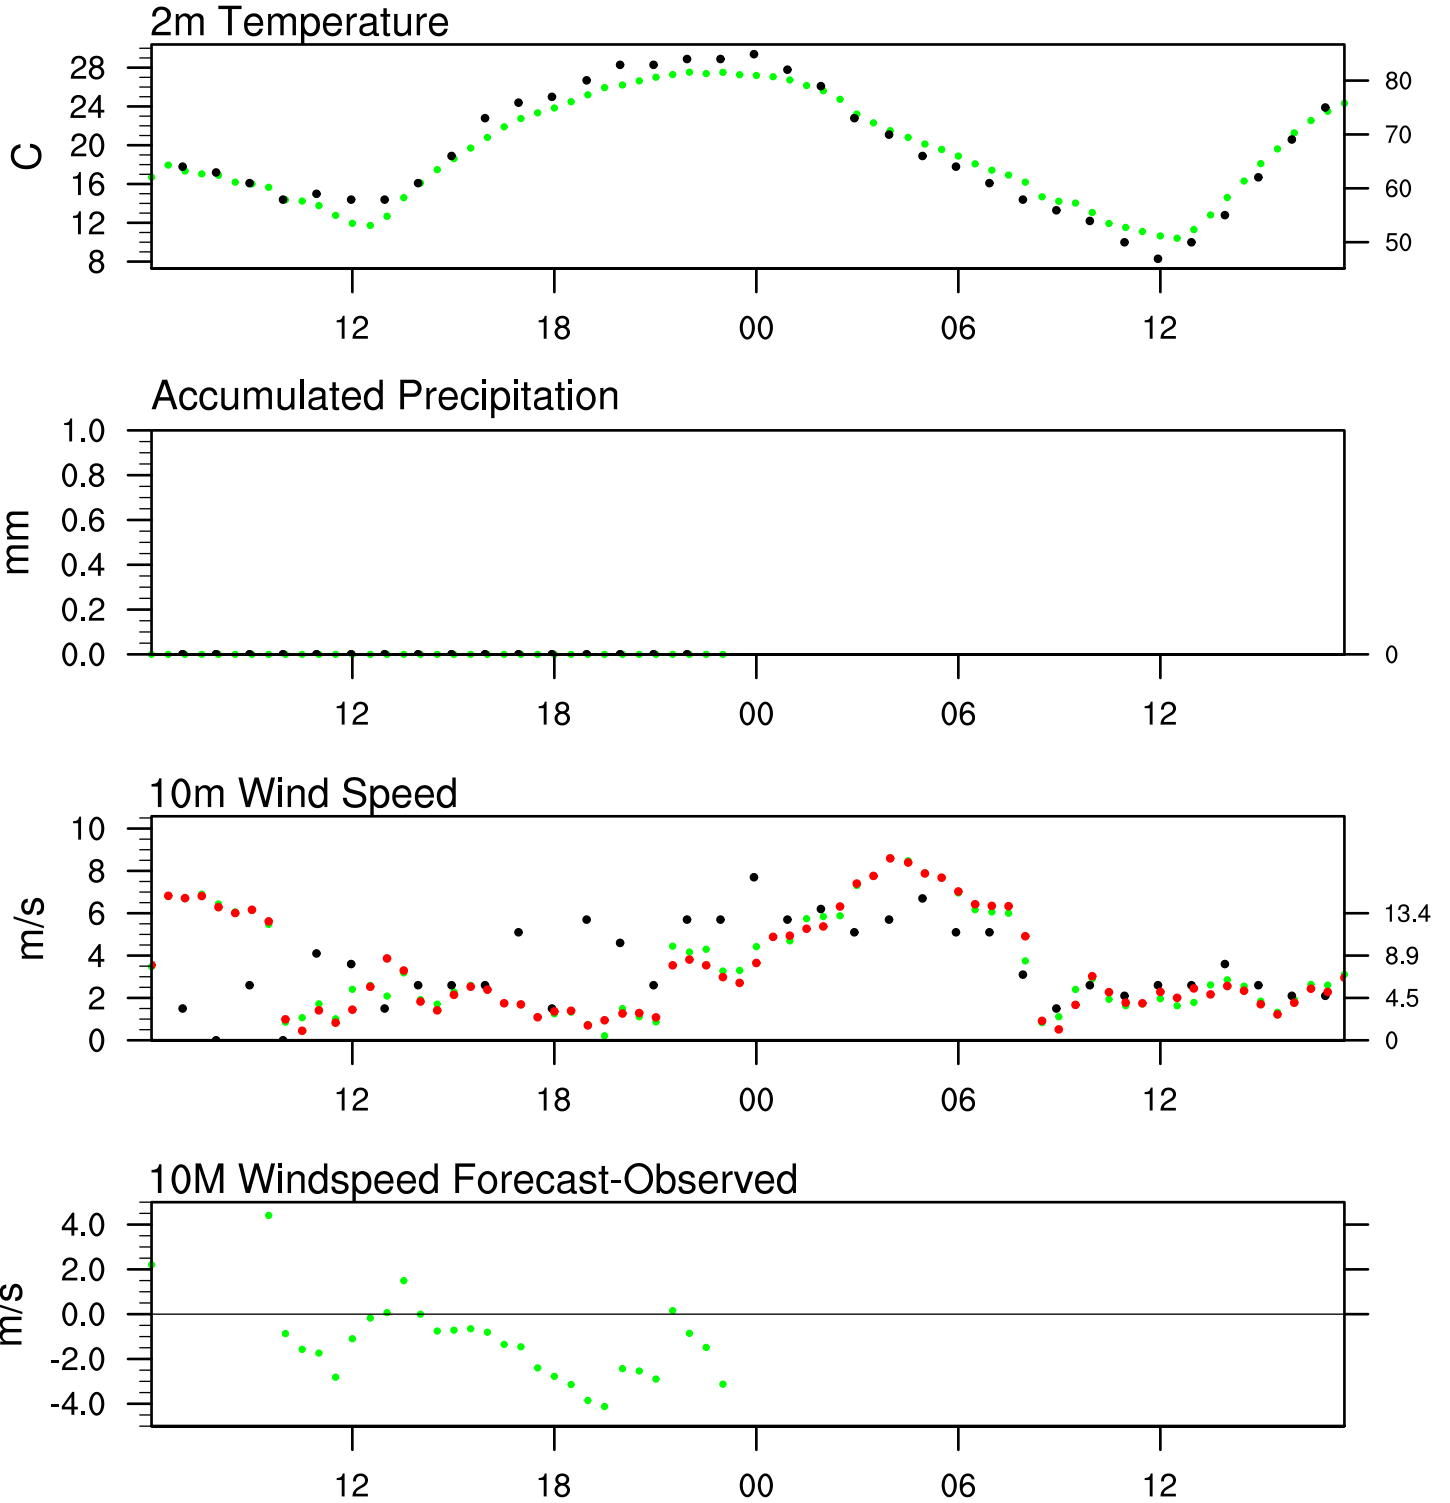 2m Temperature
28
24
20
16
12
8
C
80
70
60
50
12 18 00 06 12
Accumulated Precipitation
1.0
0.8
0.6
0.4
0.2
0.0
mm
0
12 18 00 06 12
10m Wind Speed
10
8
6
4
2
0
m/s
13.4
8.9
4.5
0
12 18 00 06 12
10M Windspeed Forecast-Observed
4.0
2.0
0.0
-2.0
-4.0
m/s
12 18 00 06 12